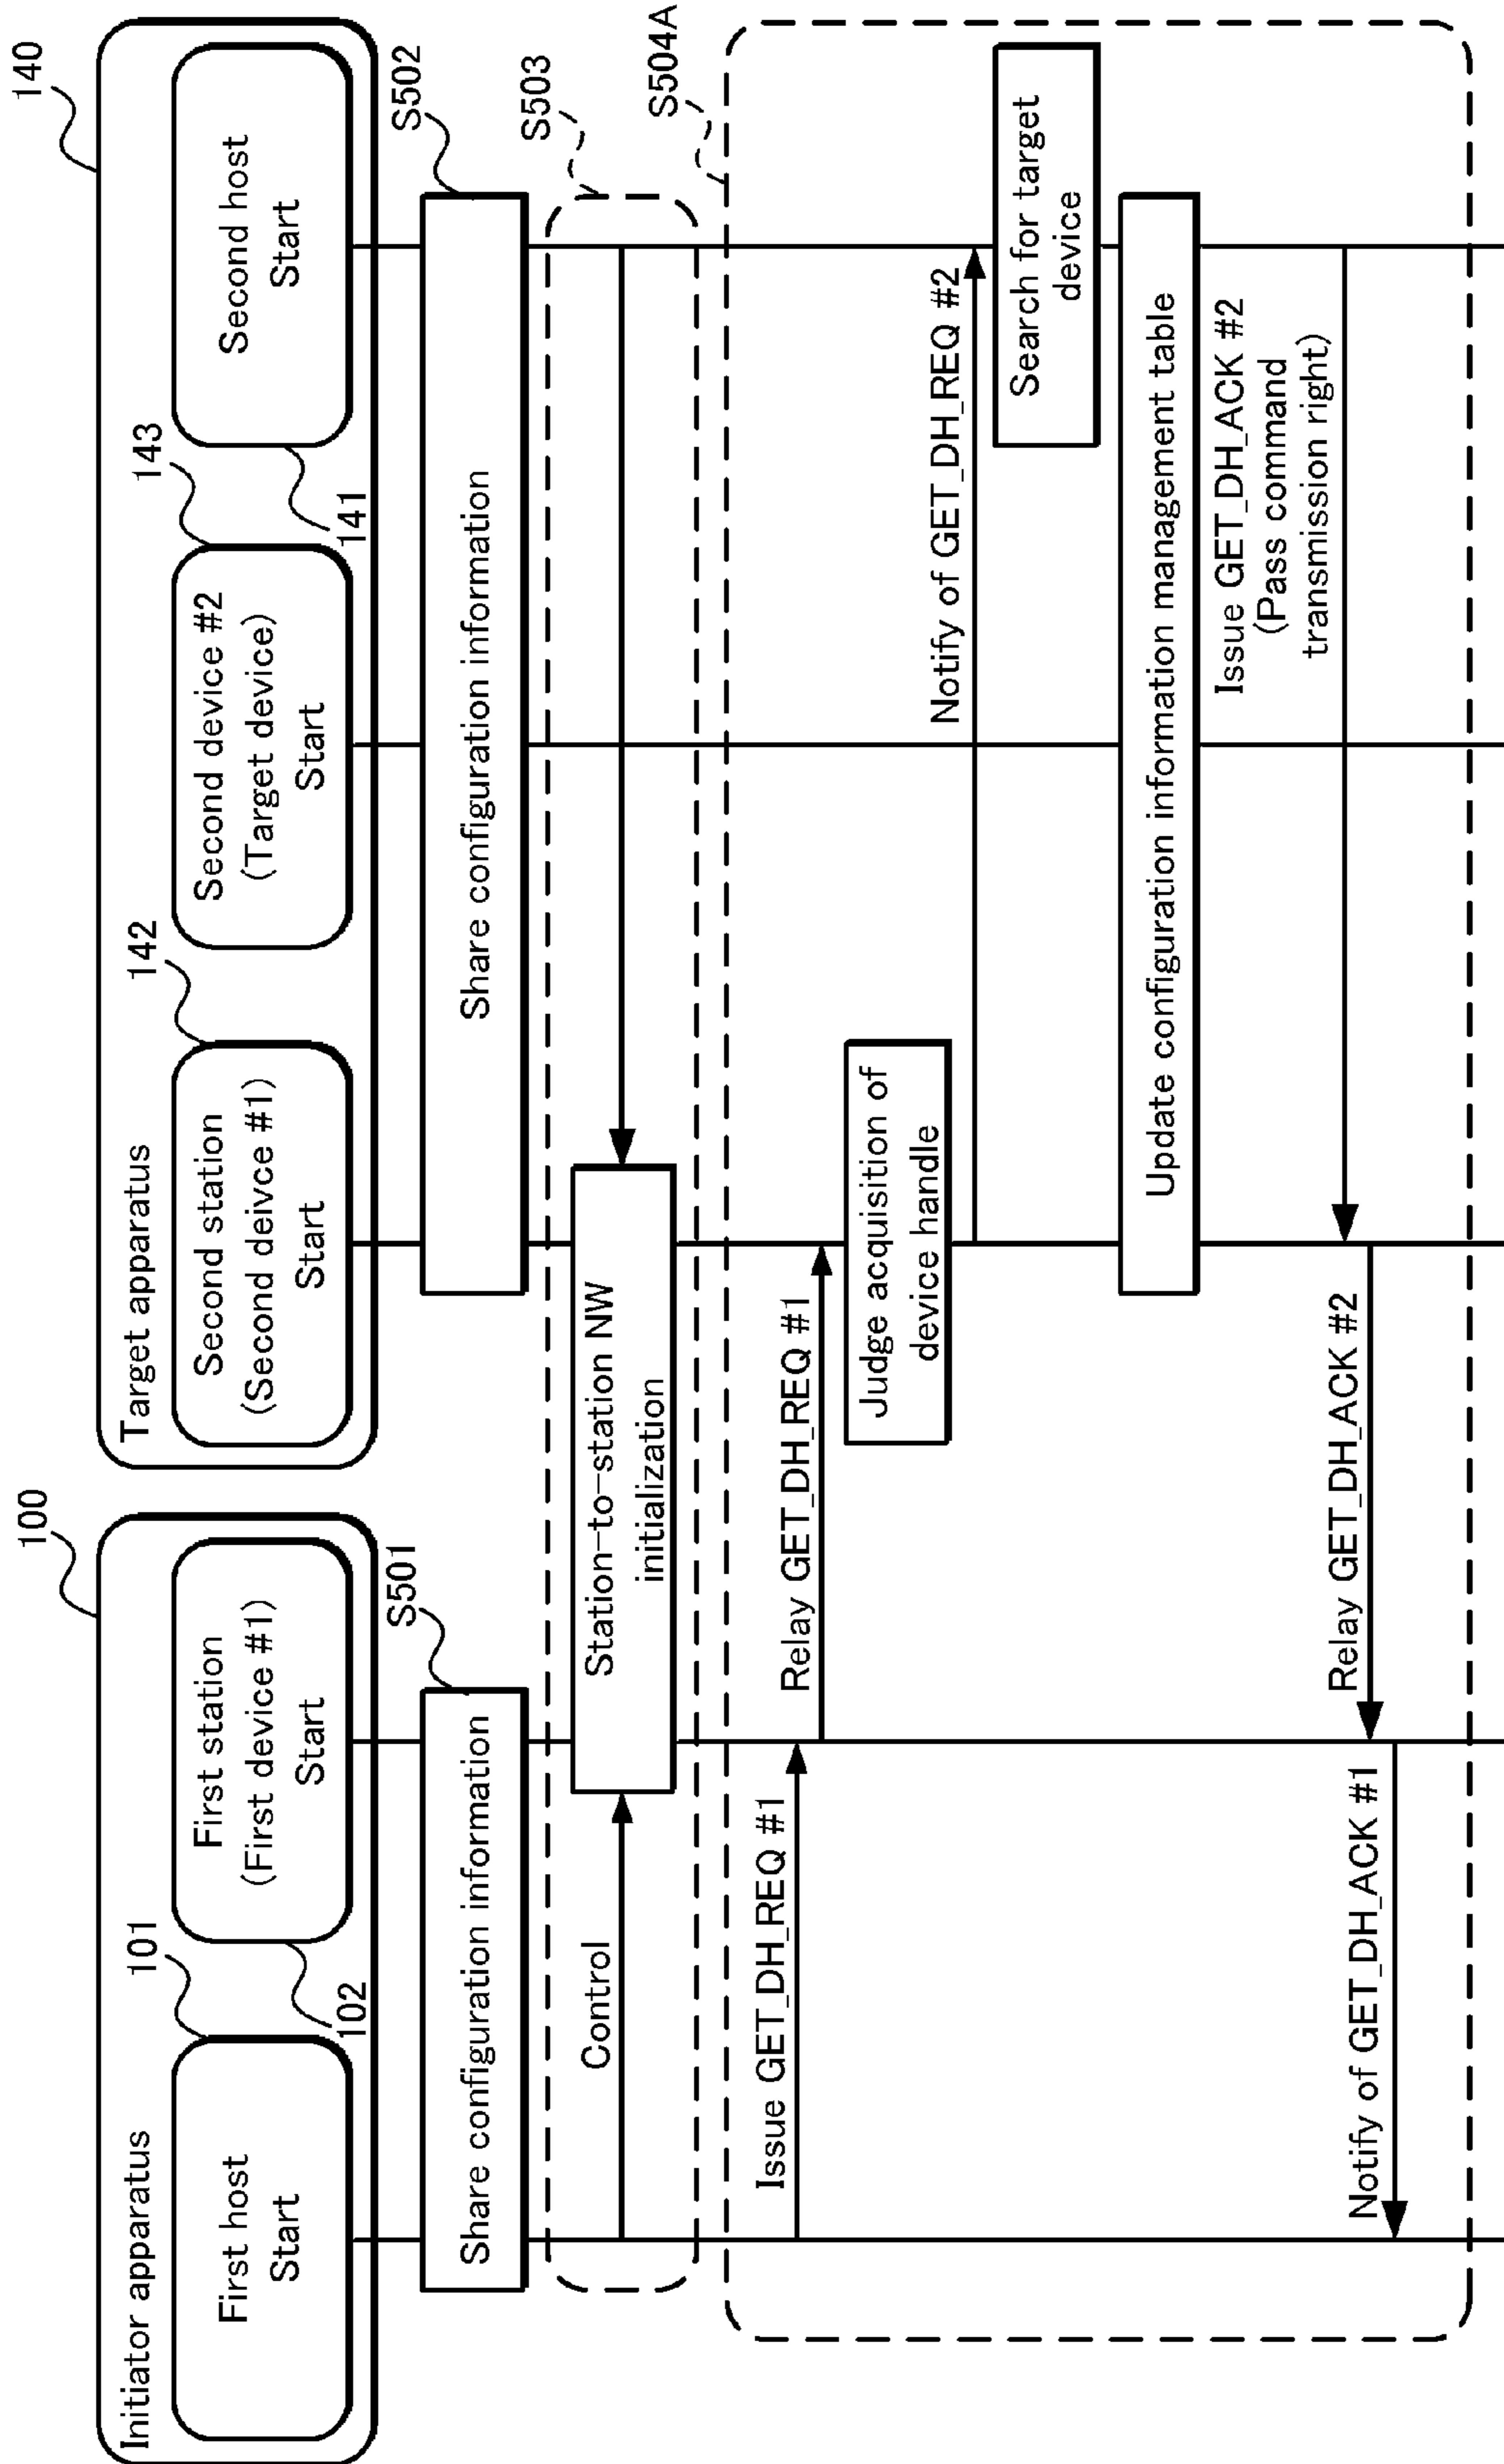 100
140
Initiator apparatus
Target apparatus
101
142
143
First host
Start
First station
(First device #1)
Start
Second station
(Second deivce #1)
Start
Second device #2
(Target device)
Start
Second host
Start
102
141
S501
S502
Share configuration information
Share configuration information
S503
Control
Station-to-station NW
initialization
S504A
Issue GET_DH_REQ #1
Relay GET_DH_REQ #1
Judge acquisition of
device handle
Notify of GET_DH_REQ #2
Search for target
device
Update configuration information management table
Issue GET_DH_ACK #2
(Pass command
transmission right)
Relay GET_DH_ACK #2
Notify of GET_DH_ACK #1